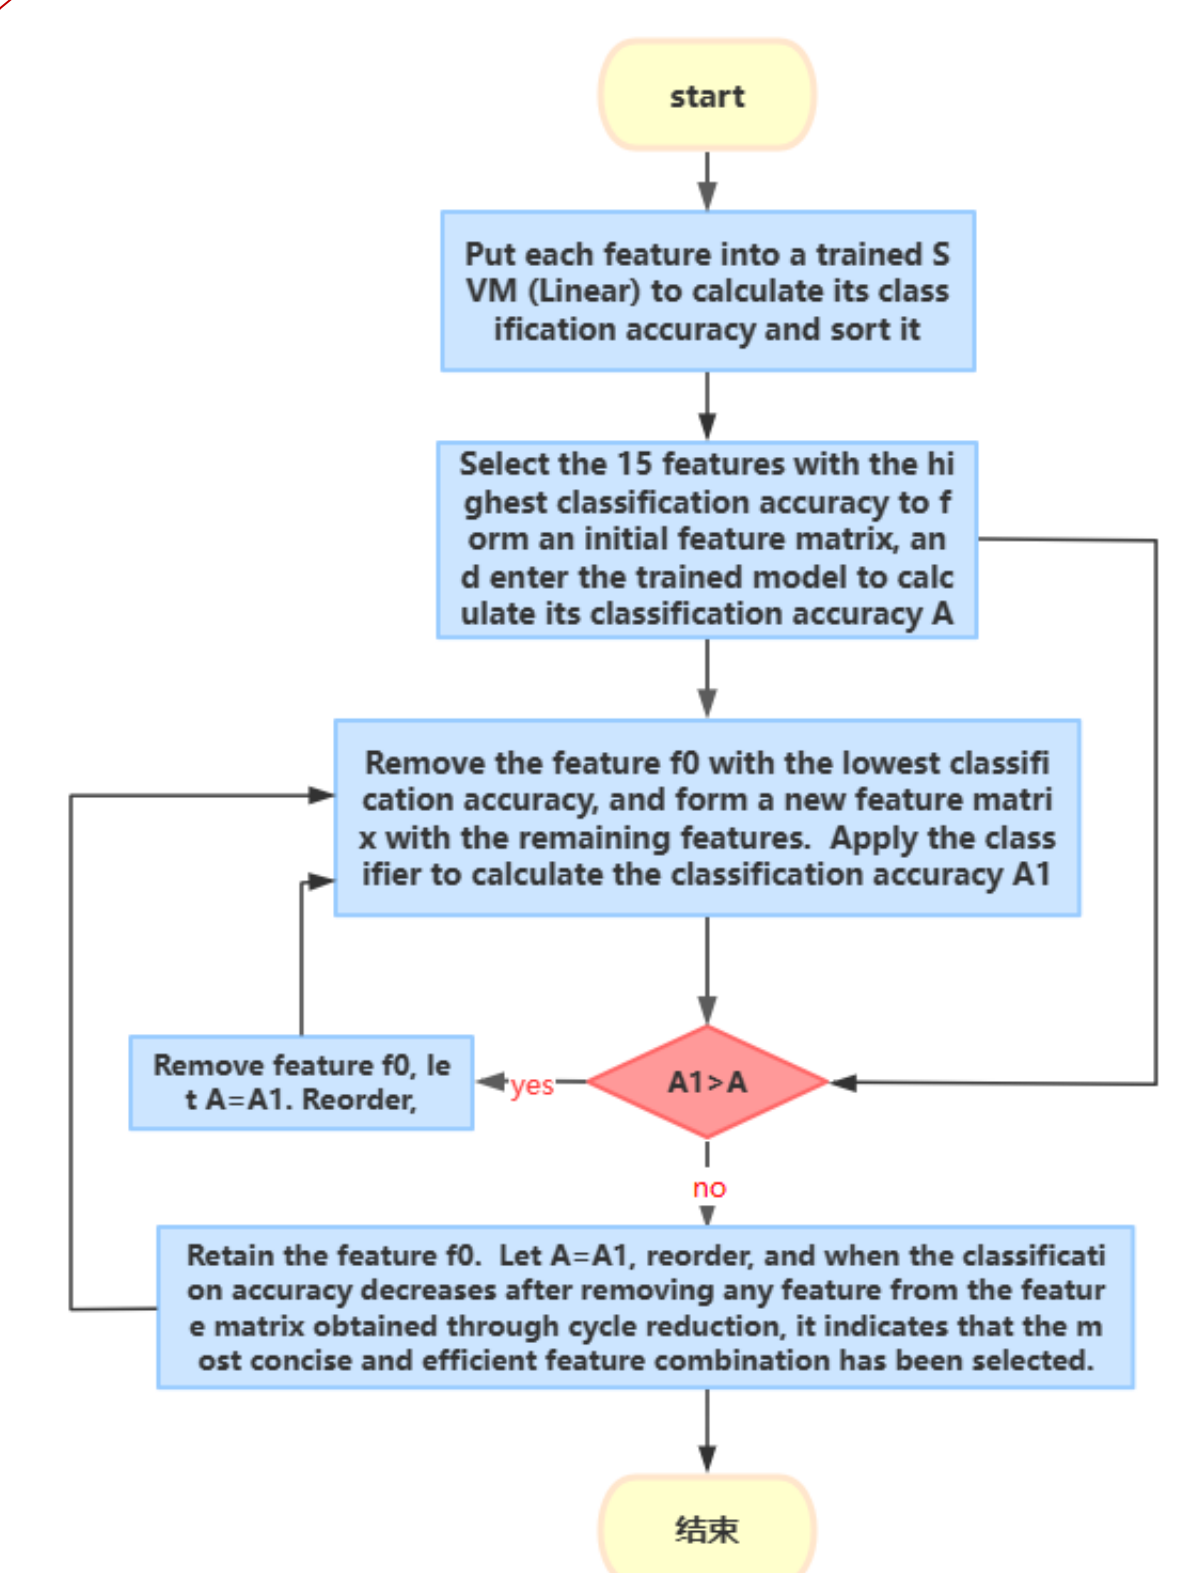 start
Put each feature into a trained S
VM (Linear) to calculate its class
ification accuracy and sort it
Select the 15 features with the hi
ghest classification accuracy to f
orm an initial feature matrix, an
d enter the trained model to calc
ulate its classification accuracy A
Remove the feature f0 with the lowest classifi
cation accuracy, and form a new feature matri
x with the remaining features.  Apply the class
ifier to calculate the classification accuracy A1
Remove feature f0, le
t A=A1. Reorder,
yes
A1>A
no
Retain the feature f0.  Let A=A1, reorder, and when the classificati
on accuracy decreases after removing any feature from the featur
e matrix obtained through cycle reduction, it indicates that the m
ost concise and efficient feature combination has been selected.
结束